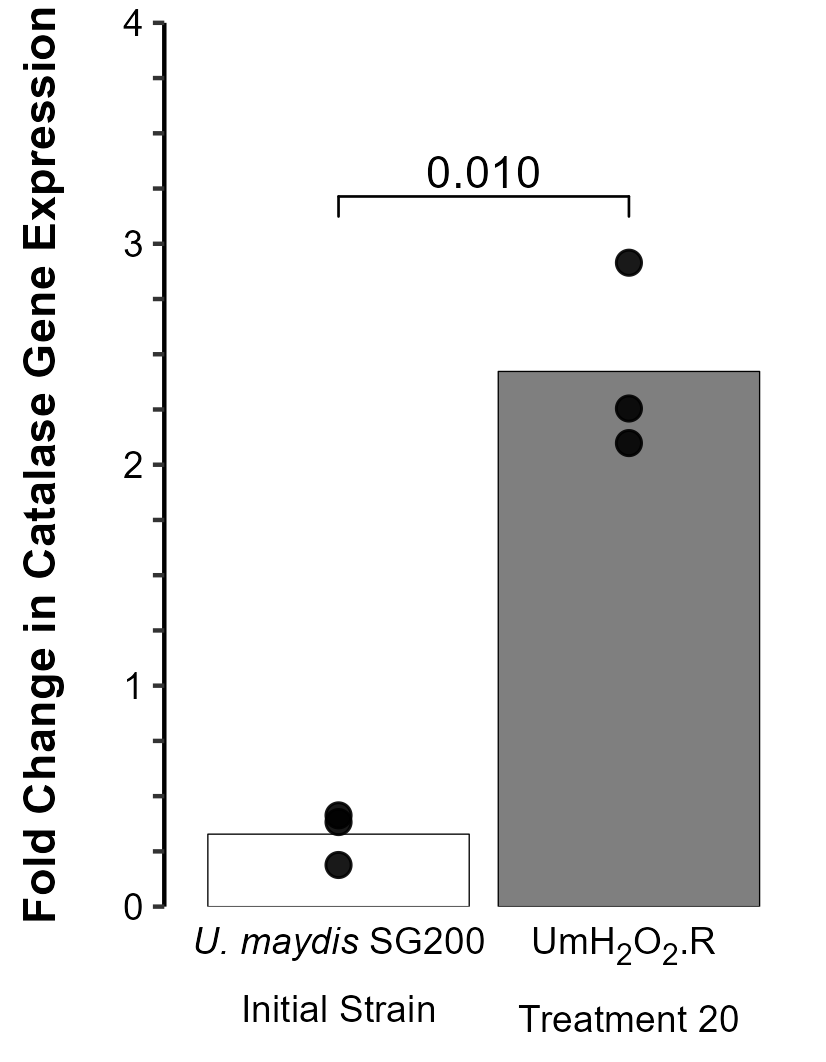 Fold Change in Catalase Gene Expression
4
3
2
1
0
0.010
U. maydis SG200
Initial Strain
UmH₂O₂.R
Treatment 20